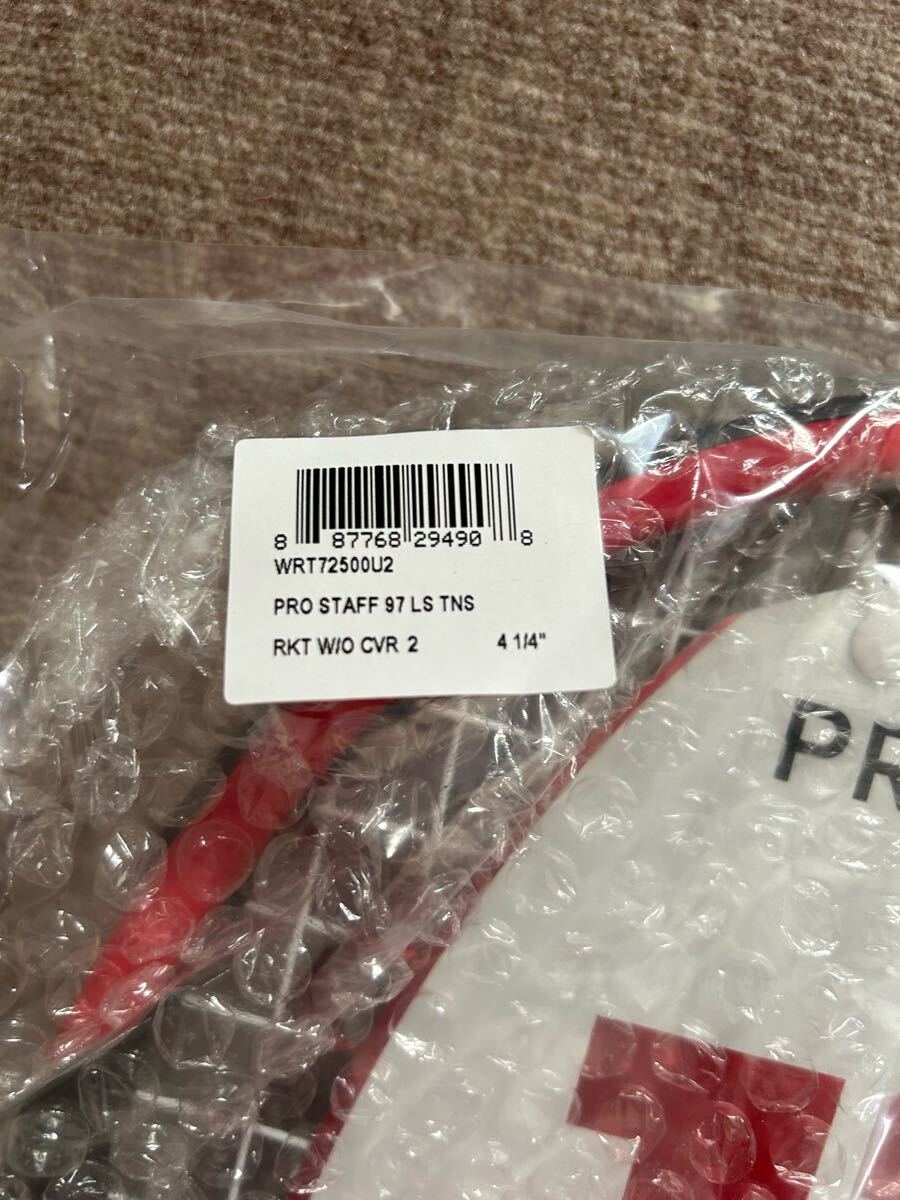 8 87768 29490 8
WRT72500U2
PRO STAFF 97 LS TNS
RKT W/O CVR 2 4 1/4"
PR